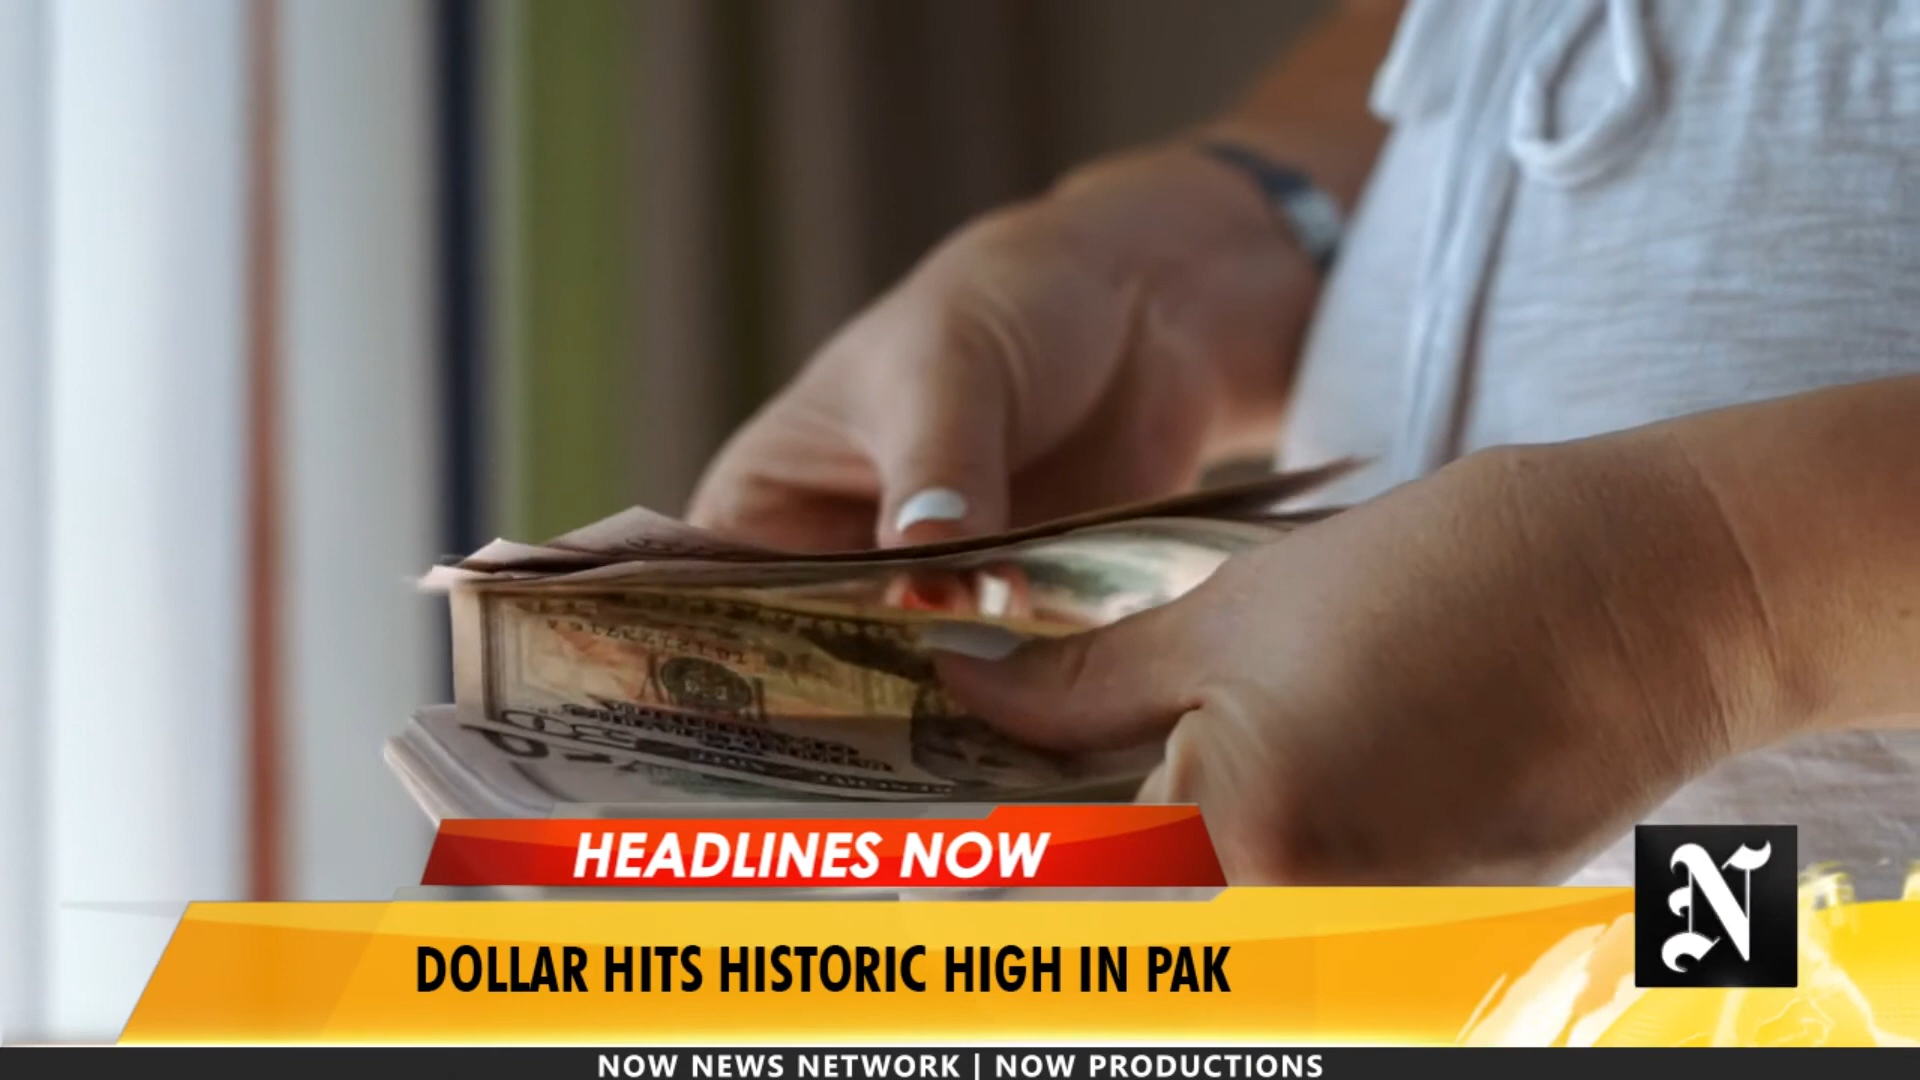 HEADLINES NOW
N
DOLLAR HITS HISTORIC HIGH IN PAK
NOW NEWS NETWORK | NOW PRODUCTIONS